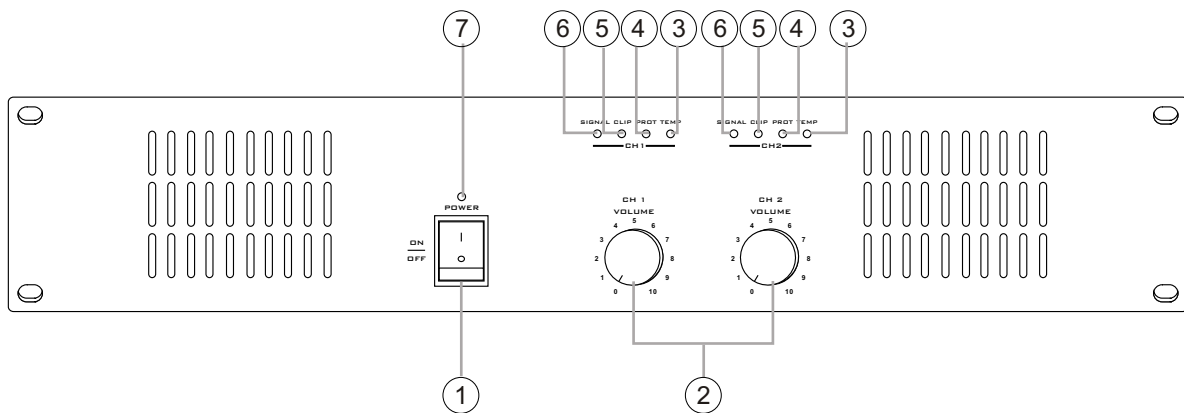 7 6 5 4 3 6 5 4 3
SIGNAL CLIP PROT TEMP SIGNAL CLIP PROT TEMP
CH1 CH2
POWER
ON
OFF
I
CH 1
VOLUME
0 1 2 3 4 5 6 7 8 9 10
CH 2
VOLUME
0 1 2 3 4 5 6 7 8 9 10
1 2